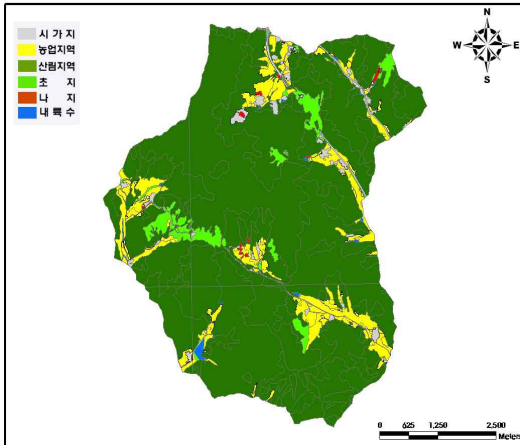 시 가 지
농업지역
산림지역
초 지
나 지
내 륙 수
N
W E
S
0 625 1,250 2,500
Meters